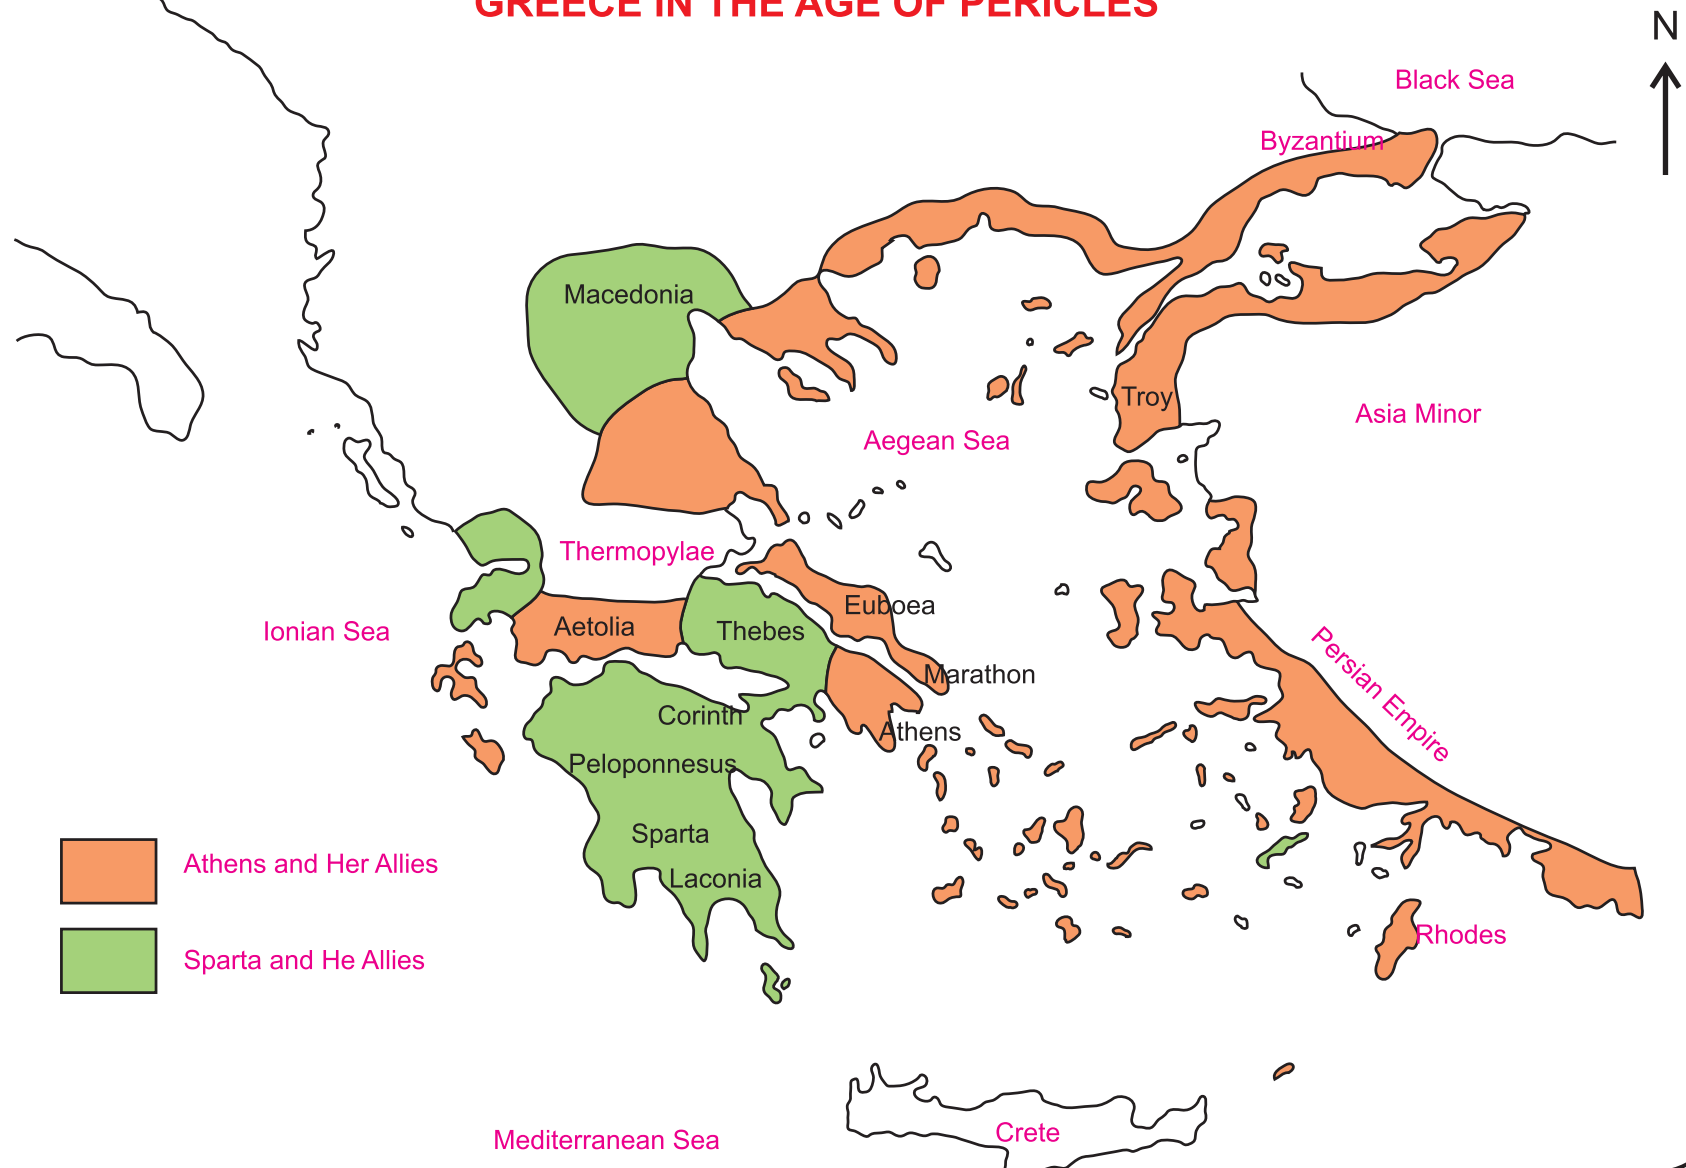 GREECE IN THE AGE OF PERICLES
N
Black Sea
Byzantium
Macedonia
Troy
Asia Minor
Aegean Sea
Thermopylae
Ionian Sea
Aetolia
Thebes
Euboea
Marathon
Persian Empire
Corinth
Athens
Peloponnesus
Sparta
Laconia
Athens and Her Allies
Sparta and He Allies
Rhodes
Mediterranean Sea
Crete